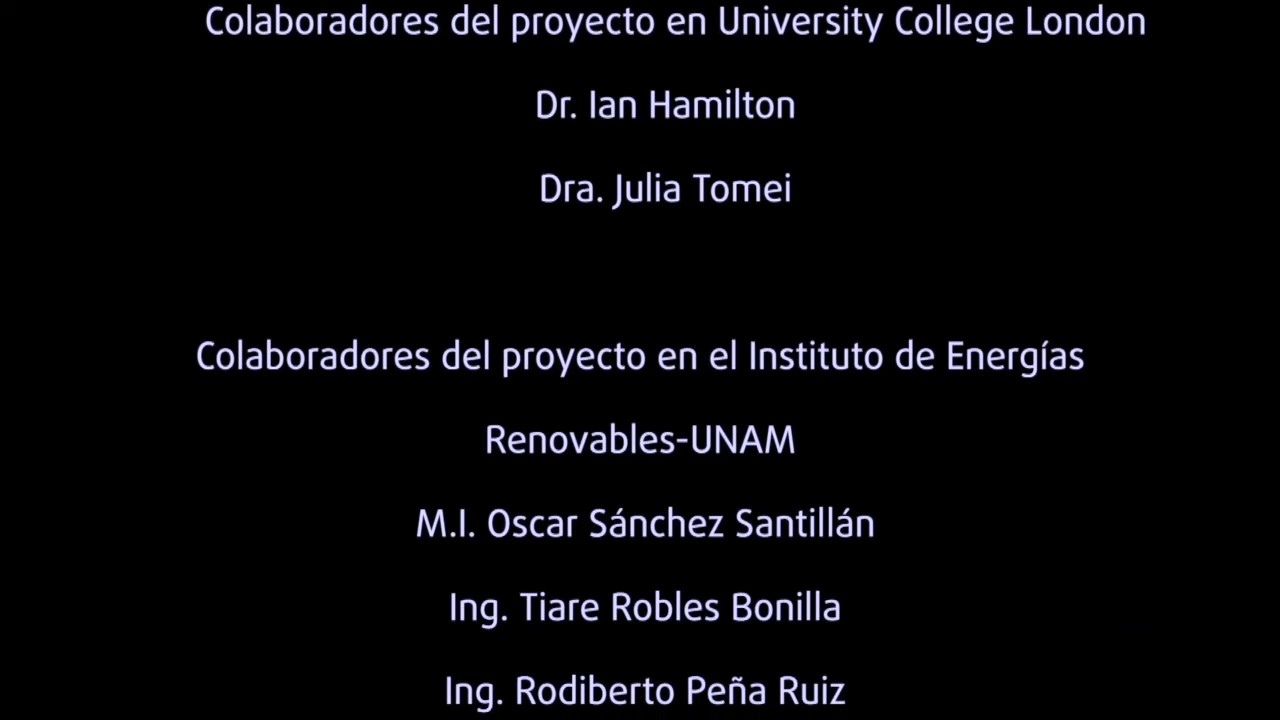 Colaboradores del proyecto en University College London
Dr. Ian Hamilton
Dra. Julia Tomei
Colaboradores del proyecto en el Instituto de Energías
Renovables-UNAM
M.I. Oscar Sánchez Santillán
Ing. Tiare Robles Bonilla
Ing. Rodiberto Peña Ruiz